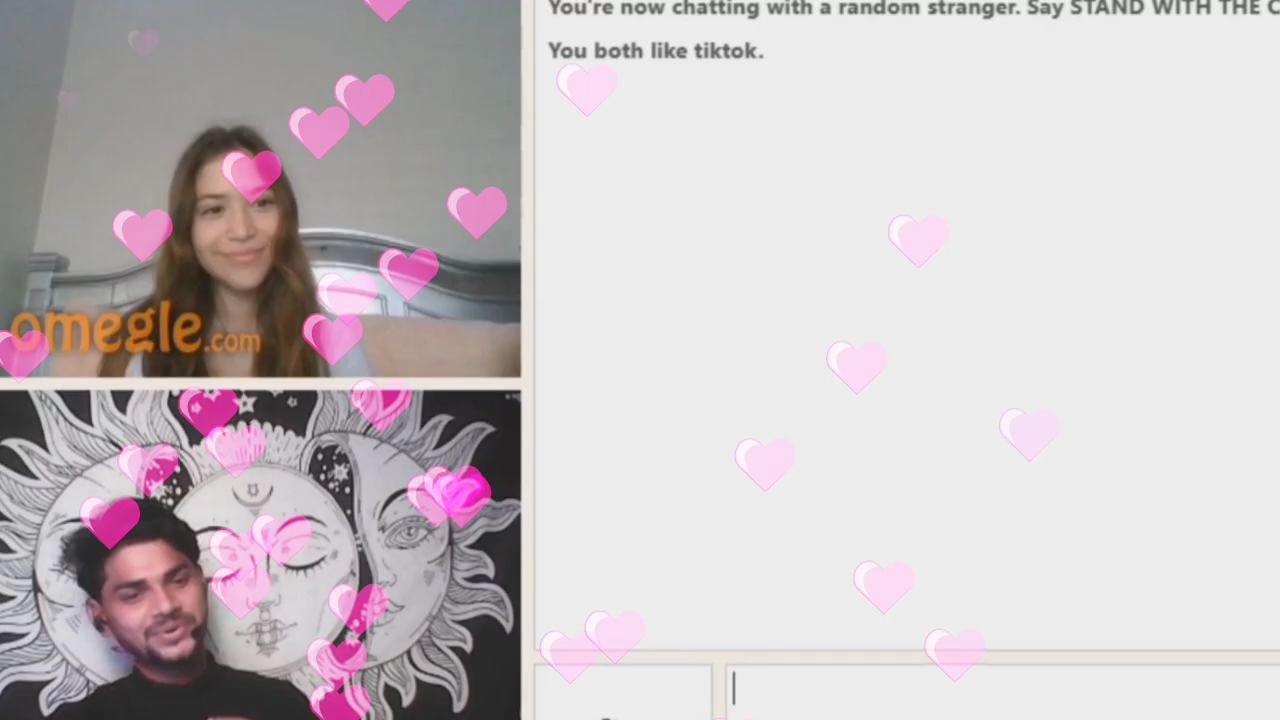 You're now chatting with a random stranger. Say STAND WITH THE
You both like tiktok.
omegle.com